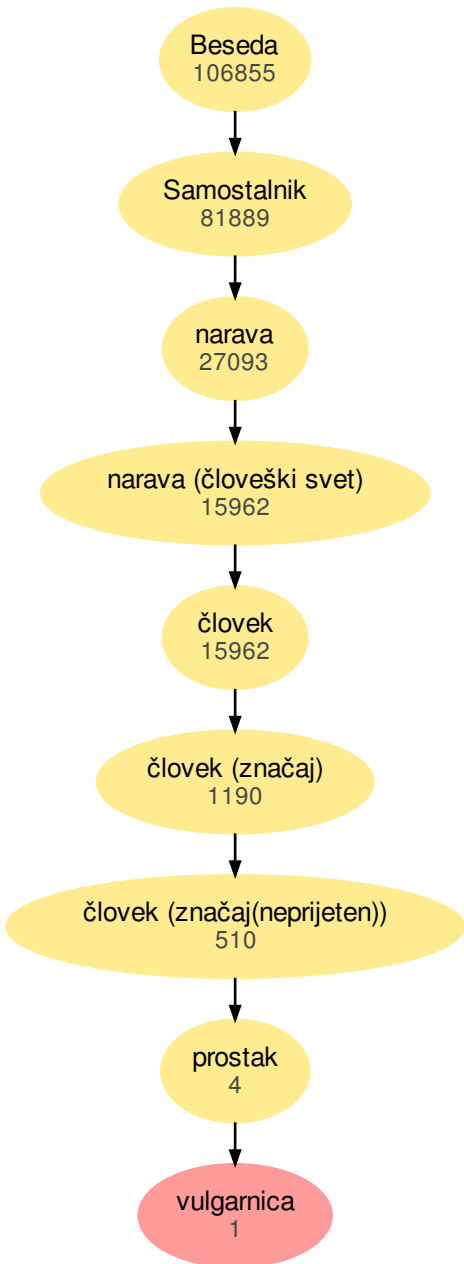 Beseda
106855
Samostalnik
81889
narava
27093
narava (človeški svet)
15962
človek
15962
človek (značaj)
1190
človek (značaj(neprijeten))
510
prostak
4
vulgarnica
1